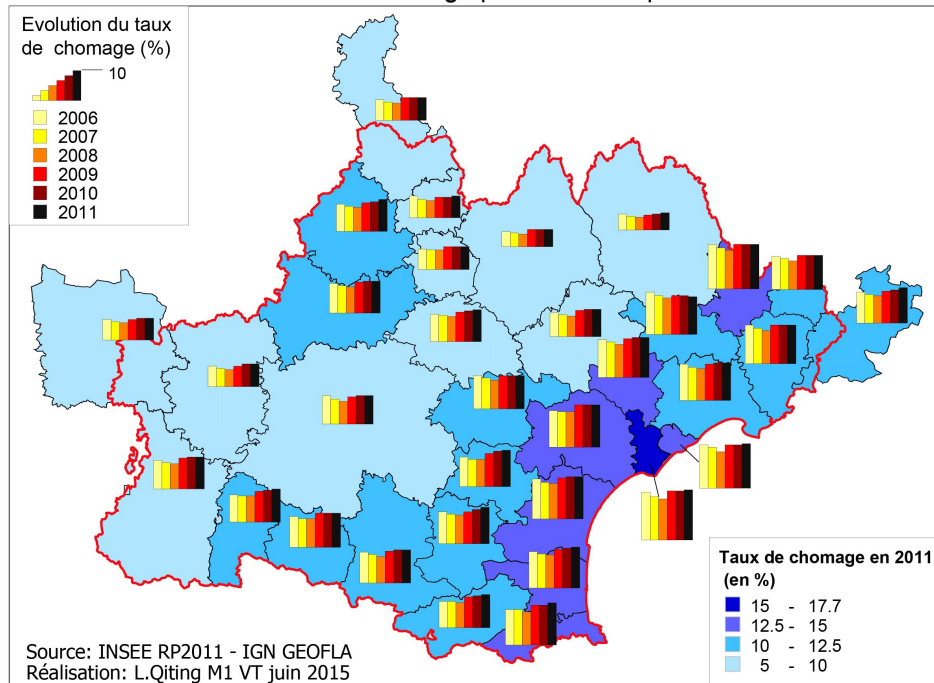 Evolution du taux
de chomage (%)
10
2006
2007
2008
2009
2010
2011
Taux de chomage en 2011
(en %)
15 - 17.7
12.5 - 15
10 - 12.5
5 - 10
Source: INSEE RP2011 - IGN GEOFLA
Réalisation: L.Qiting M1 VT juin 2015